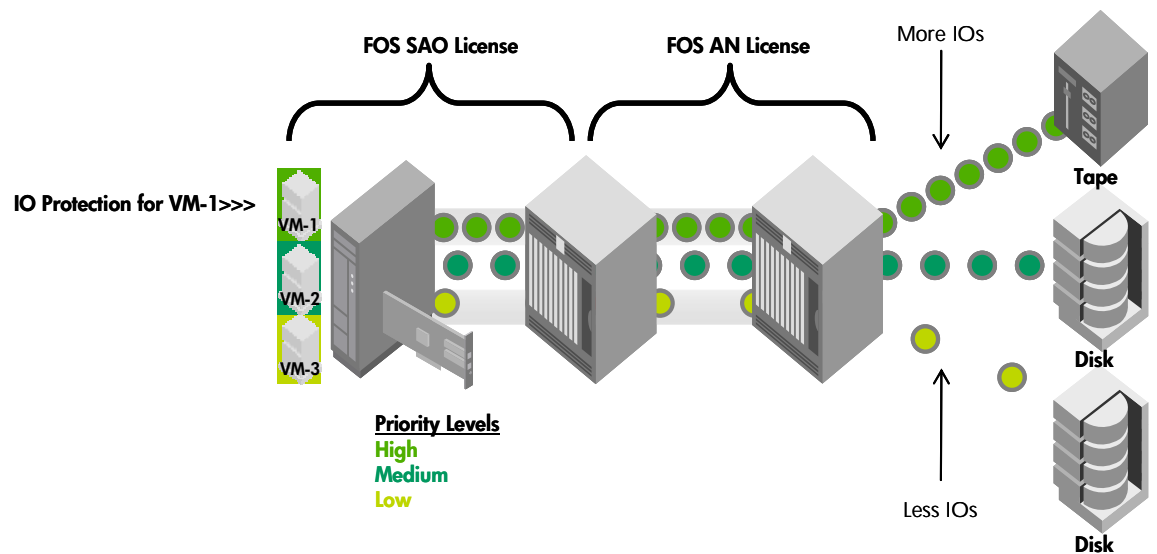 FOS SAO License
FOS AN License
More IOs
Tape
IO Protection for VM-1>>>
VM-1
VM-2
VM-3
Disk
Priority Levels
High
Medium
Low
Less IOs
Disk